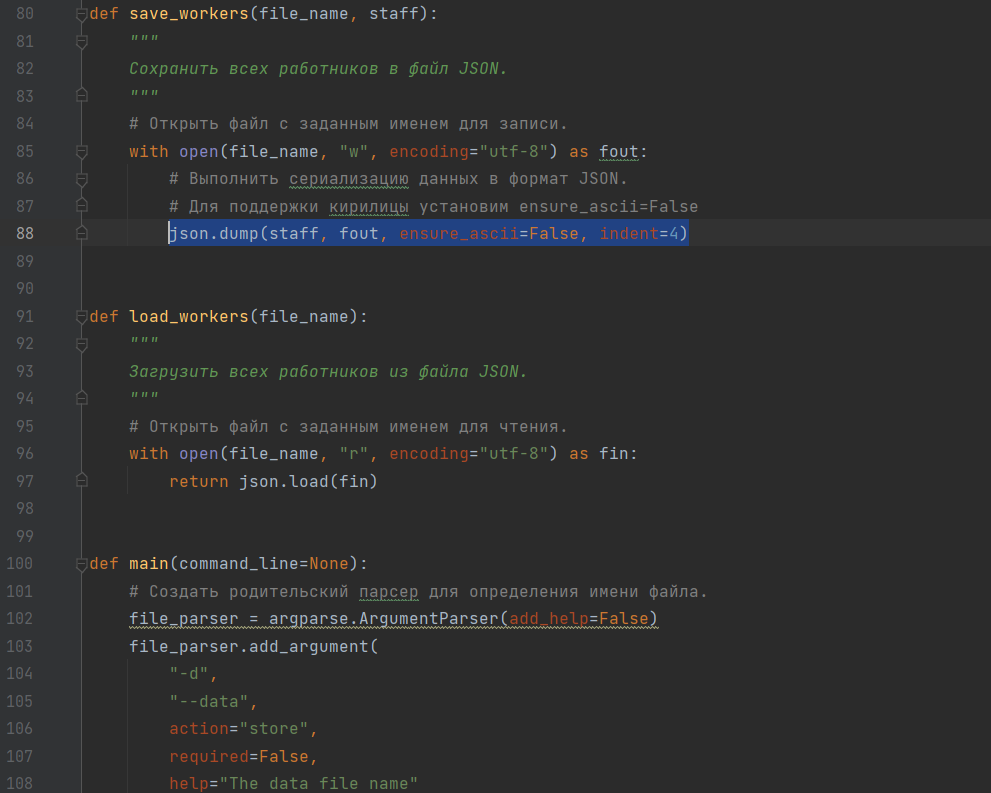 80 def save_workers(file_name, staff):
81     """
82     Сохранить всех работников в файл JSON.
83     """
84     # Открыть файл с заданным именем для записи.
85     with open(file_name, "w", encoding="utf-8") as fout:
86         # Выполнить сериализацию данных в формат JSON.
87         # Для поддержки кирилицы установим ensure_ascii=False
88         json.dump(staff, fout, ensure_ascii=False, indent=4)
89
90
91 def load_workers(file_name):
92     """
93     Загрузить всех работников из файла JSON.
94     """
95     # Открыть файл с заданным именем для чтения.
96     with open(file_name, "r", encoding="utf-8") as fin:
97         return json.load(fin)
98
99
100 def main(command_line=None):
101     # Создать родительский парсер для определения имени файла.
102     file_parser = argparse.ArgumentParser(add_help=False)
103     file_parser.add_argument(
104         "-d",
105         "--data",
106         action="store",
107         required=False,
108         help="The data file name"